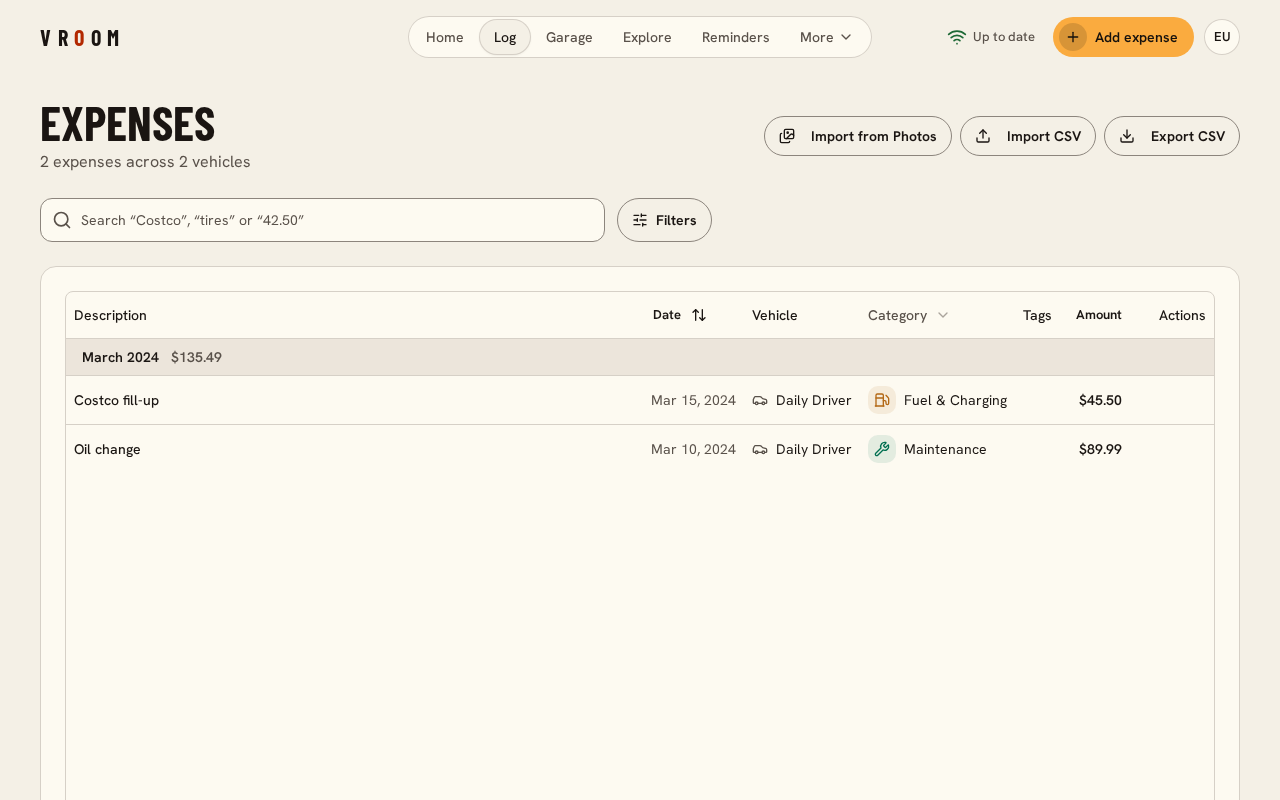 VROOM
Home Log Garage Explore Reminders More
Up to date
Add expense
EU
EXPENSES
2 expenses across 2 vehicles
Import from Photos
Import CSV
Export CSV
Search “Costco”, “tires” or “42.50”
Filters
Description Date Vehicle Category Tags Amount Actions
March 2024 $135.49
Costco fill-up Mar 15, 2024 Daily Driver Fuel & Charging $45.50
Oil change Mar 10, 2024 Daily Driver Maintenance $89.99